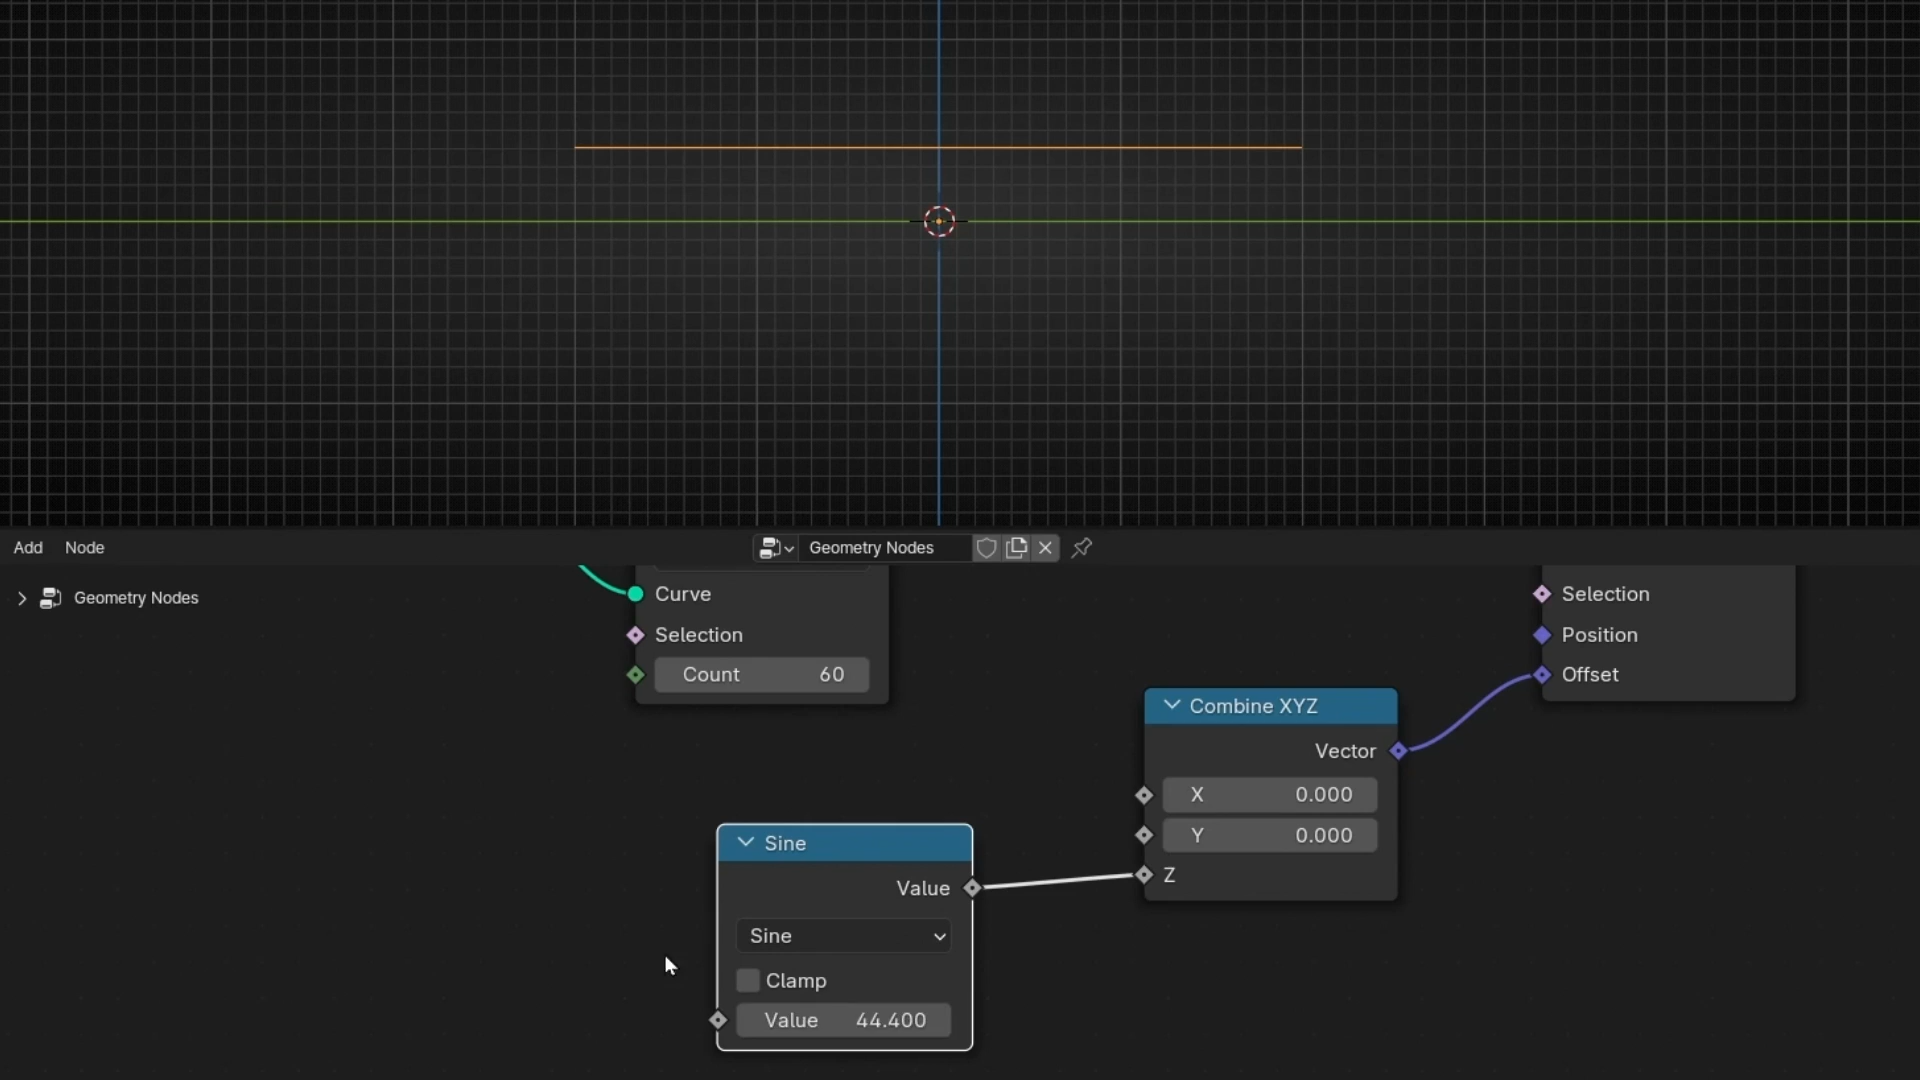 Add Node Geometry Nodes
Geometry Nodes
Curve
Selection
Count 60
Selection
Position
Offset
Combine XYZ
Vector
X 0.000
Y 0.000
Z
Sine
Value
Sine
Clamp
Value 44.400